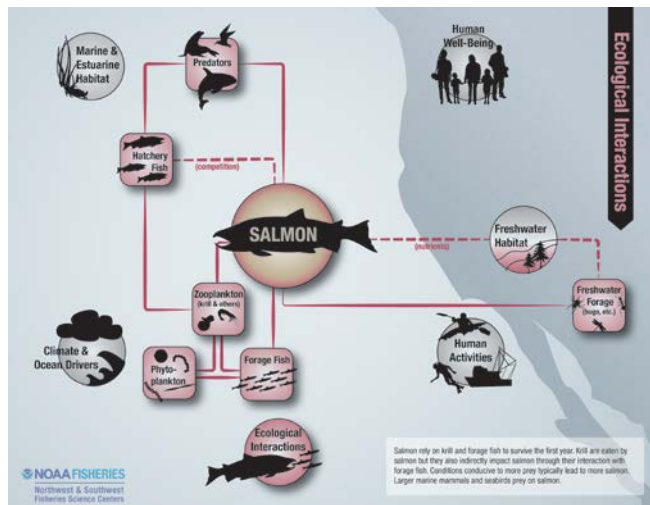 Marine &
Estuarine
Habitat
Predators
Human
Well-Being
Ecological Interactions
Hatchery
Fish
(competition)
SALMON
(nutrients)
Freshwater
Habitat
Zooplankton
(krill & others)
Freshwater
Forage
(bugs, etc.)
Climate &
Ocean Drivers
Phyto-
plankton
Forage Fish
Human
Activities
Ecological
Interactions
Salmon rely on krill and forage fish to survive the first year. Krill are eaten by
salmon but they also indirectly impact salmon through their interaction with
forage fish. Conditions conducive to more prey typically lead to more salmon.
Larger marine mammals and seabirds prey on salmon.
NOAA FISHERIES
Northwest & Southwest
Fisheries Science Centers